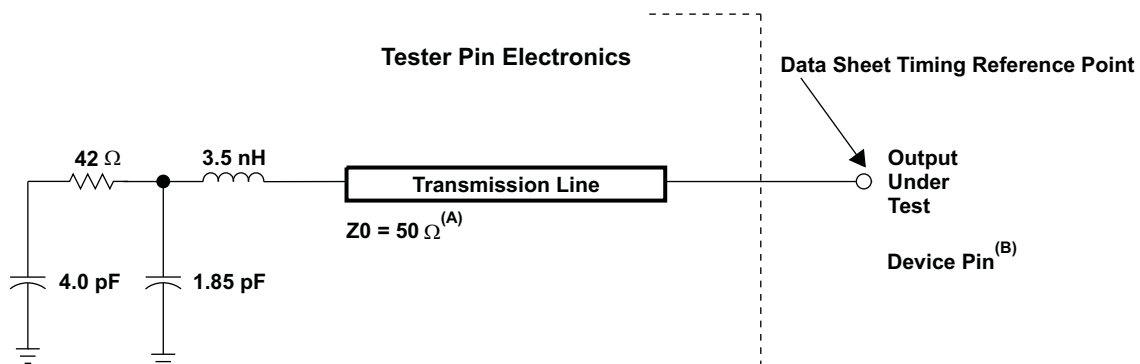 Tester Pin Electronics
Data Sheet Timing Reference Point
42 Ω
3.5 nH
Transmission Line
Output
Under
Test
Z0 = 50 Ω(A)
Device Pin(B)
4.0 pF
1.85 pF